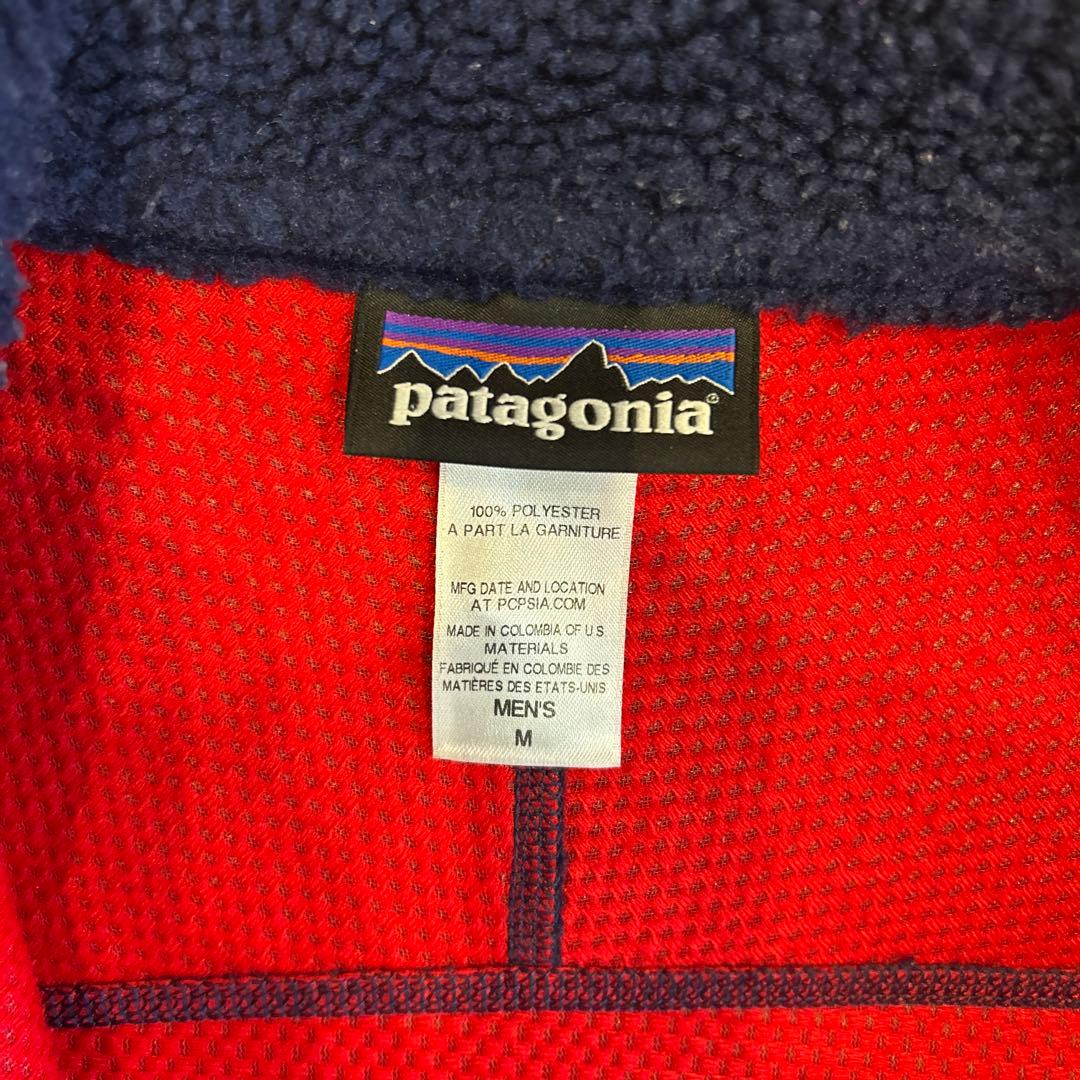 patagonia®
100% POLYESTER
A PART LA GARNITURE
MFG DATE AND LOCATION
AT PCPSIA.COM
MADE IN COLOMBIA OF U.S.
MATERIALS
FABRIQUÉ EN COLOMBIE DES
MATIÈRES DES ETATS-UNIS
MEN'S
M